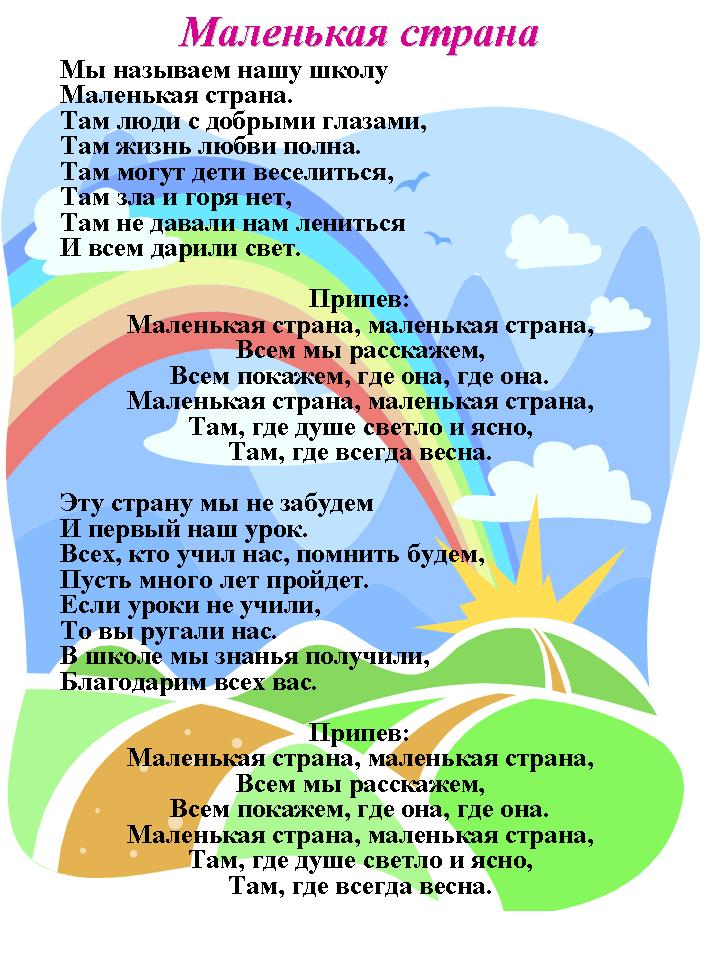 Маленькая страна
Мы называем нашу школу
Маленькая страна.
Там люди с добрыми глазами,
Там жизнь любви полна.
Там могут дети веселиться,
Там зла и горя нет,
Там не давали нам лениться
И всем дарили свет.
Припев:
Маленькая страна, маленькая страна,
Всем мы расскажем,
Всем покажем, где она, где она.
Маленькая страна, маленькая страна,
Там, где душе светло и ясно,
Там, где всегда весна.
Эту страну мы не забудем
И первый наш урок.
Всех, кто учил нас, помнить будем,
Пусть много лет пройдет.
Если уроки не учили,
То вы ругали нас.
В школе мы знанья получили,
Благодарим всех вас.
Припев:
Маленькая страна, маленькая страна,
Всем мы расскажем,
Всем покажем, где она, где она.
Маленькая страна, маленькая страна,
Там, где душе светло и ясно,
Там, где всегда весна.